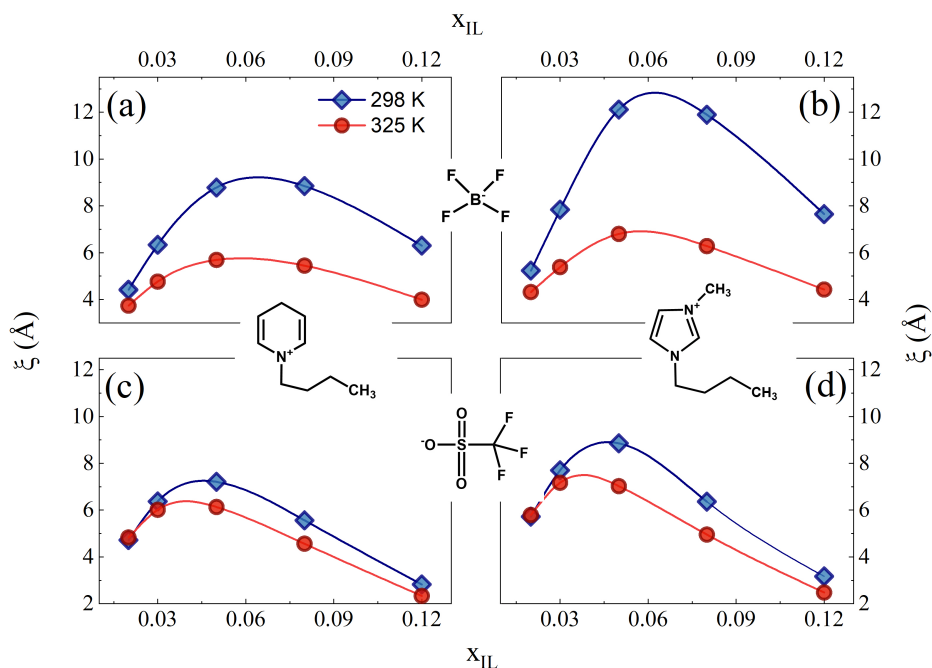 x_IL
0.03 0.06 0.09 0.12 0.03 0.06 0.09 0.12
(a) 298 K (b)
325 K
12 12
10 10
8 8
6 6
4 4
F F
B-
F F
ξ (Å) ξ (Å)
N+ CH3
N+ CH3
N
(c) (d)
12 12
10 10
8 8
6 6
4 4
2 2
O F
-O S F
O F
0.03 0.06 0.09 0.12 0.03 0.06 0.09 0.12
x_IL